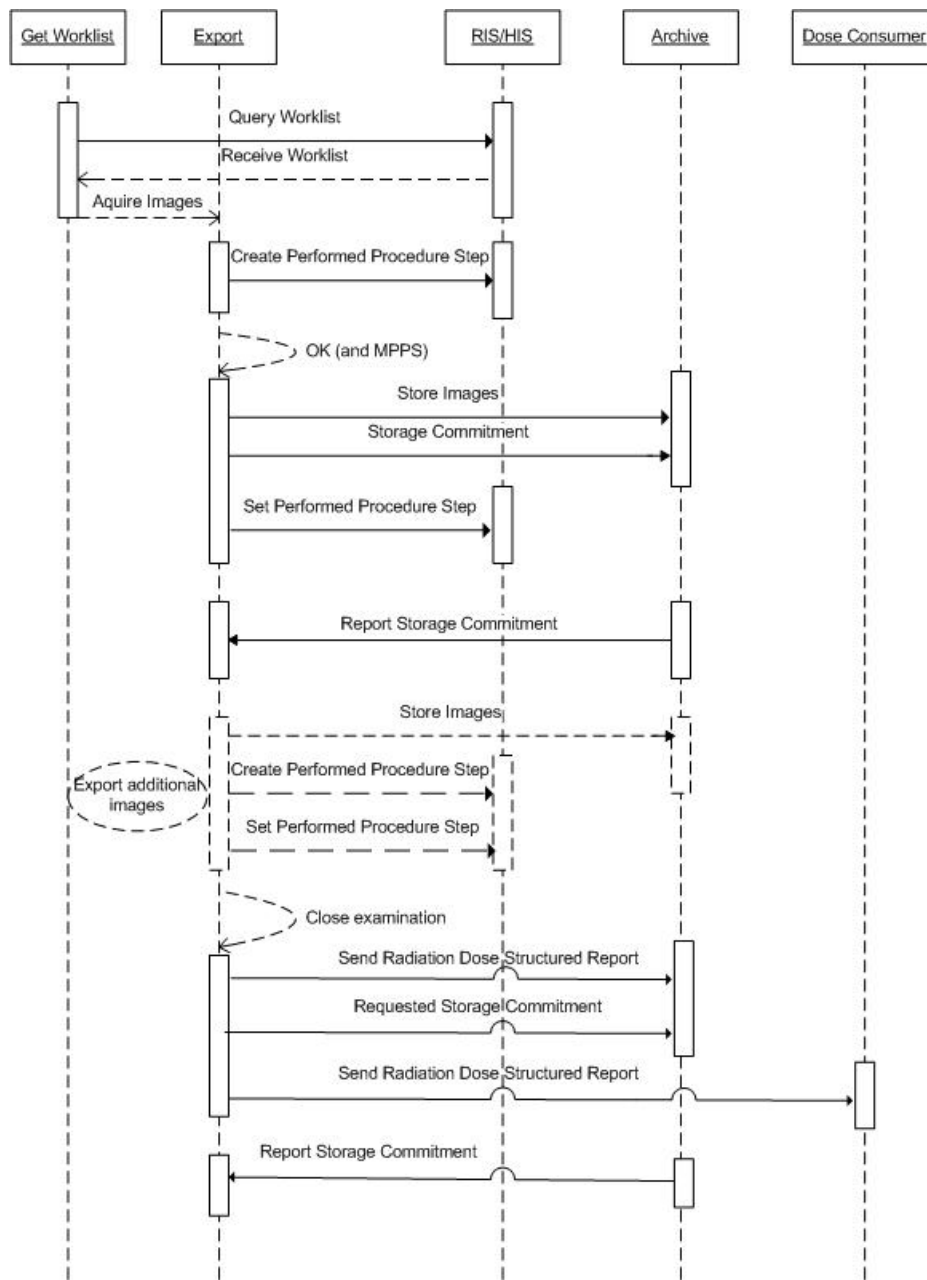 Get Worklist
Export
RIS/HIS
Archive
Dose Consumer
Query Worklist
Receive Worklist
Aquire Images
Create Performed Procedure Step
OK (and MPPS)
Store Images
Storage Commitment
Set Performed Procedure Step
Report Storage Commitment
Store Images
Create Performed Procedure Step
Export additional
images
Set Performed Procedure Step
Close examination
Send Radiation Dose Structured Report
Requested Storage Commitment
Send Radiation Dose Structured Report
Report Storage Commitment